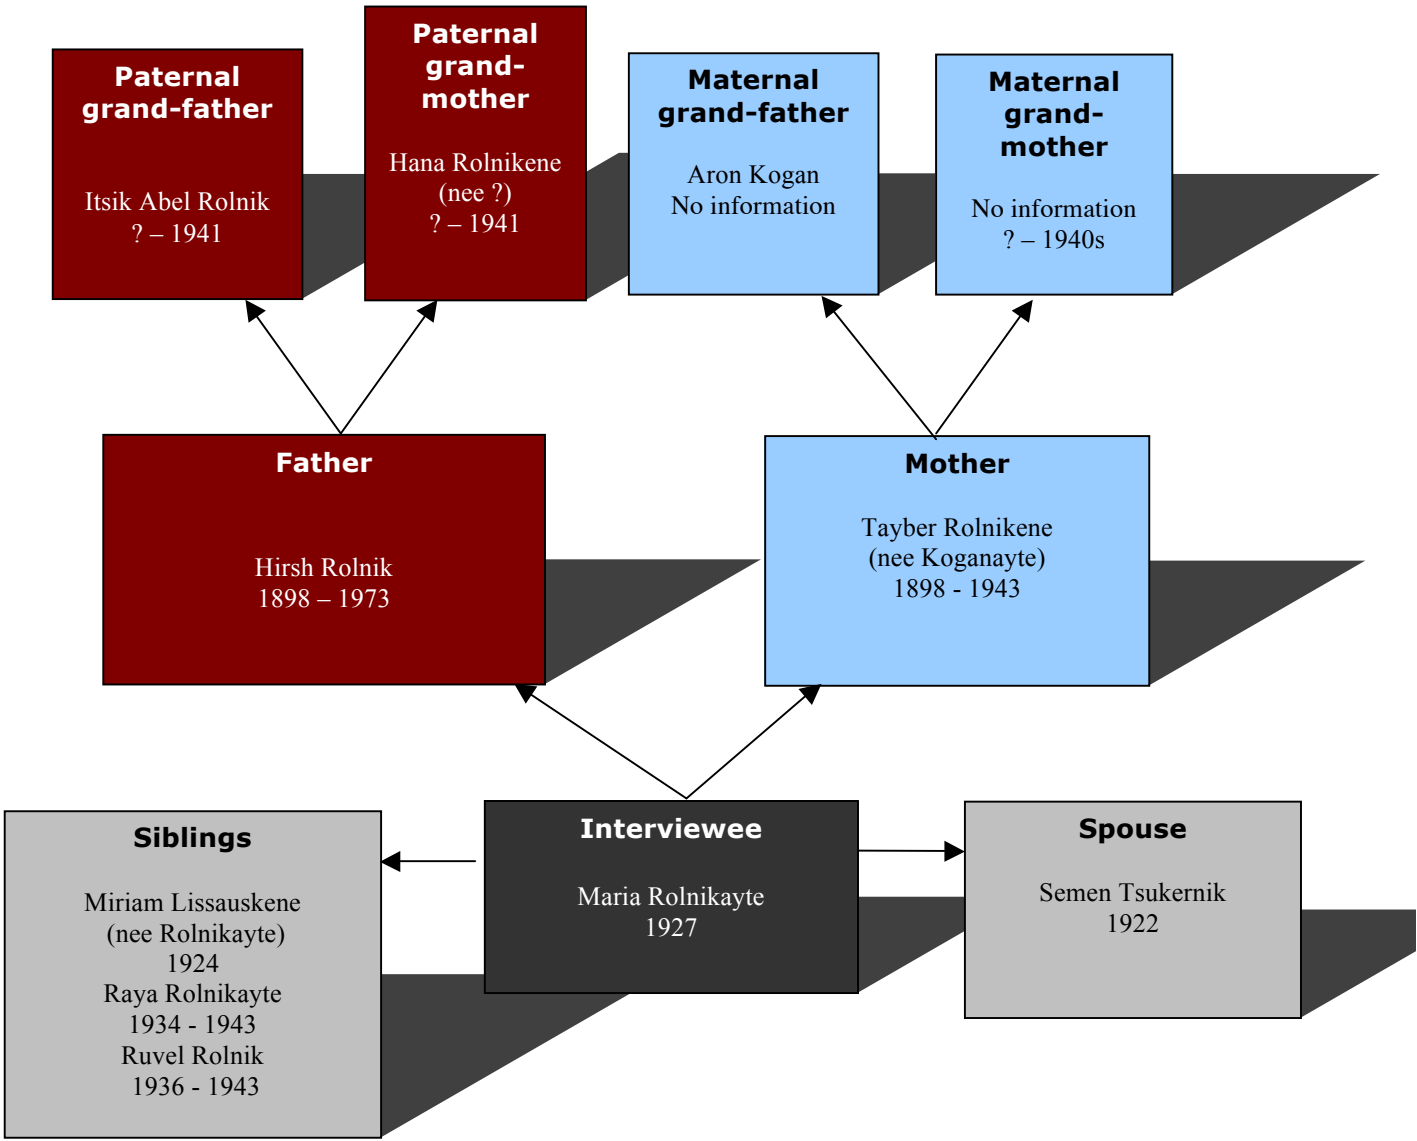 Paternal
grand-father
Itsik Abel Rolnik
? – 1941
Paternal
grand-
mother
Hana Rolnikene
(nee ?)
? – 1941
Maternal
grand-father
Aron Kogan
No information
Maternal
grand-
mother
No information
? – 1940s
Father
Hirsh Rolnik
1898 – 1973
Mother
Tayber Rolnikene
(nee Koganayte)
1898 - 1943
Siblings
Miriam Lissauskene
(nee Rolnikayte)
1924
Raya Rolnikayte
1934 - 1943
Ruvel Rolnik
1936 - 1943
Interviewee
Maria Rolnikayte
1927
Spouse
Semen Tsukernik
1922